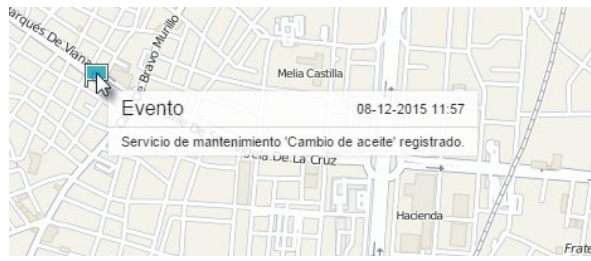 arqués De Viana
Bravo Murillo
Melia Castilla
Evento 08-12-2015 11:57
Servicio de mantenimiento 'Cambio de aceite' registrado.
De La Cruz
Hacienda
Frate